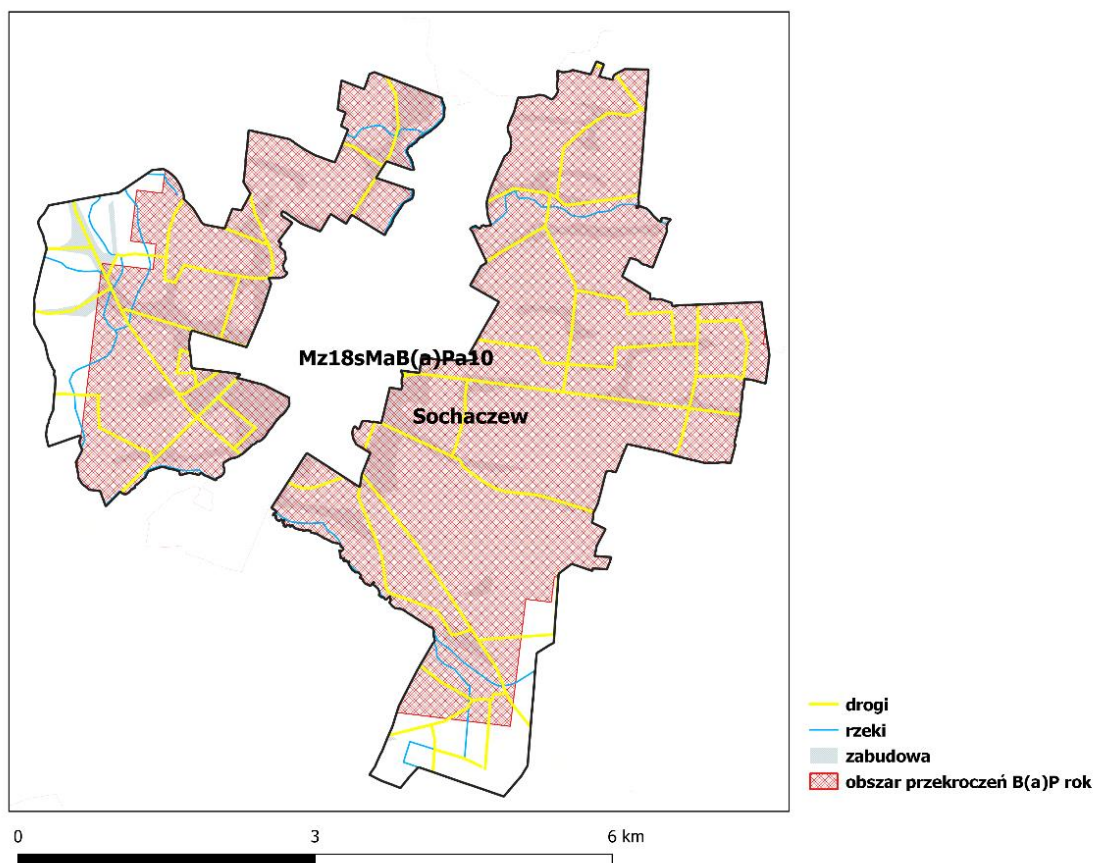 Mz18sMaB(a)Pa10
Sochaczew
drogi
rzeki
zabudowa
obszar przekroczeń B(a)P rok
0 3 6 km